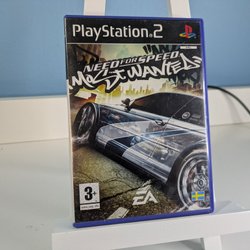 PlayStation®2
NEED FOR SPEED
MOST WANTED
3+
EA